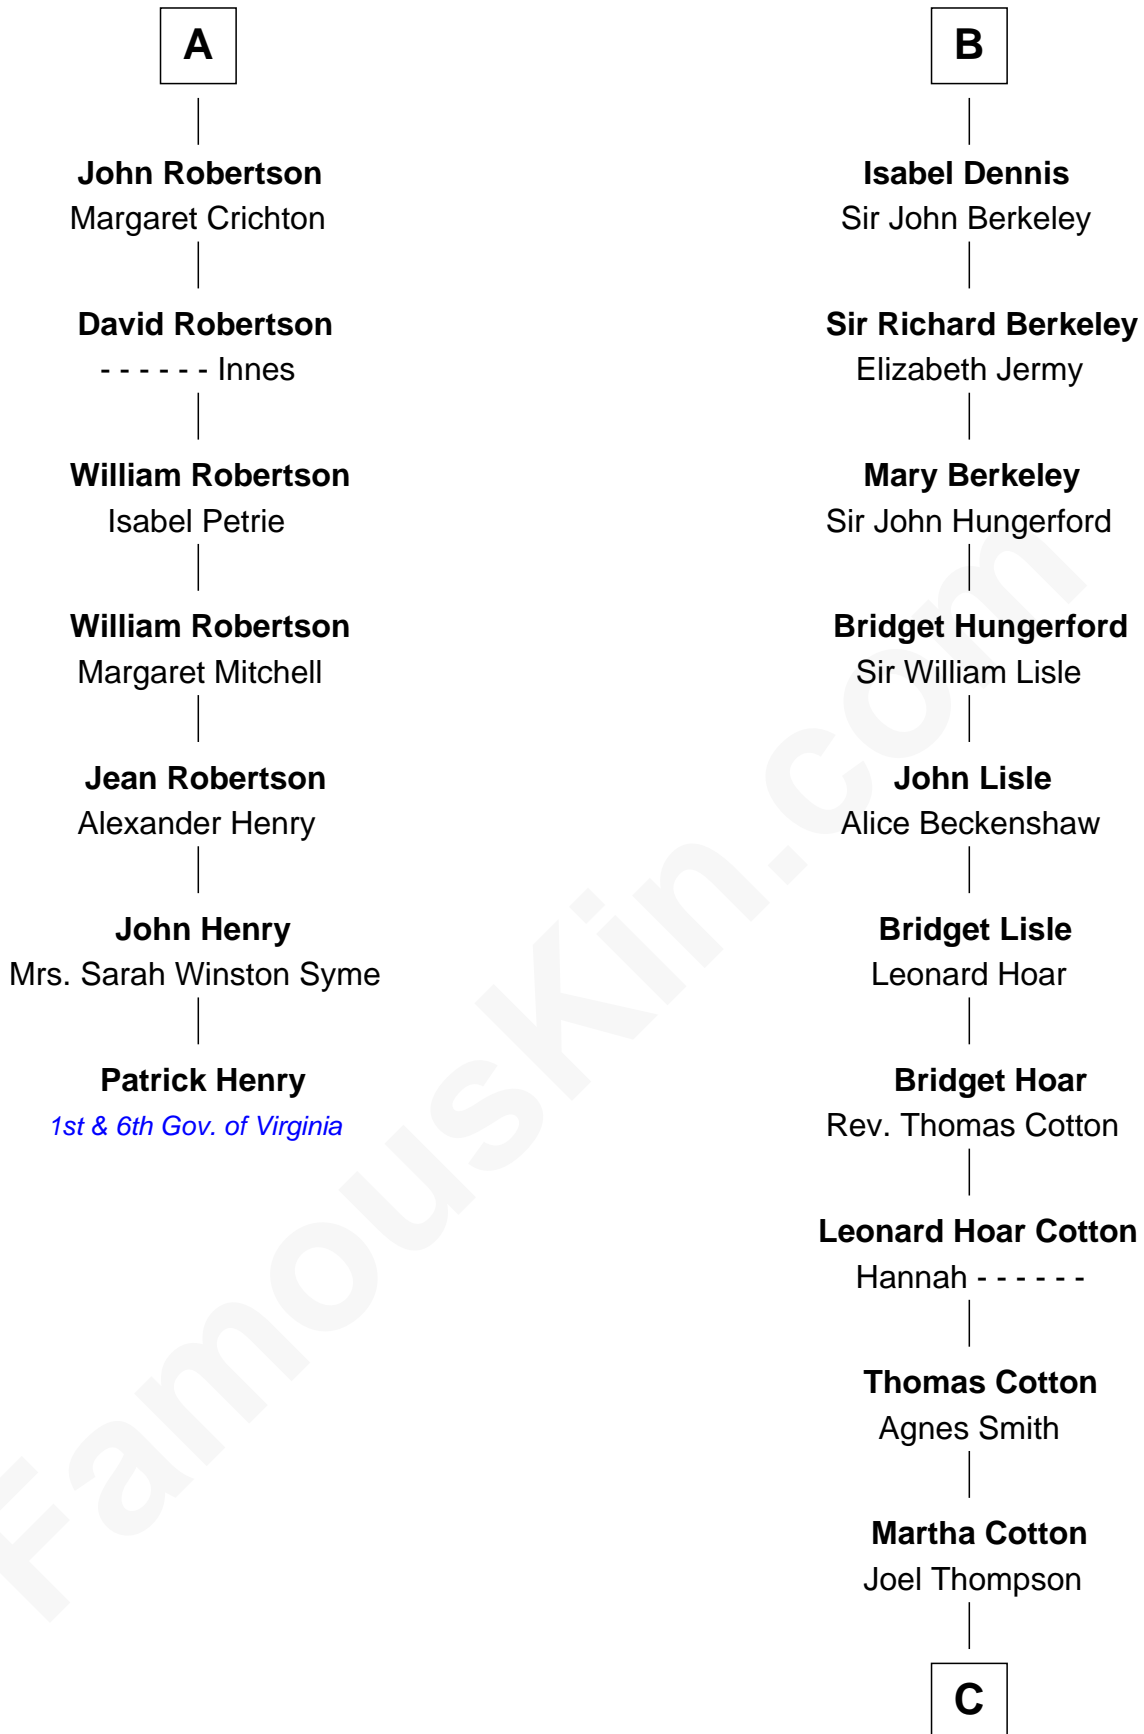 A
John Robertson
Margaret Crichton
David Robertson
- - - - - - Innes
William Robertson
Isabel Petrie
William Robertson
Margaret Mitchell
Jean Robertson
Alexander Henry
John Henry
Mrs. Sarah Winston Syme
Patrick Henry
1st & 6th Gov. of Virginia
B
Isabel Dennis
Sir John Berkeley
Sir Richard Berkeley
Elizabeth Jermy
Mary Berkeley
Sir John Hungerford
Bridget Hungerford
Sir William Lisle
John Lisle
Alice Beckenshaw
Bridget Lisle
Leonard Hoar
Bridget Hoar
Rev. Thomas Cotton
Leonard Hoar Cotton
Hannah - - - - - -
Thomas Cotton
Agnes Smith
Martha Cotton
Joel Thompson
C
FamousKin.com